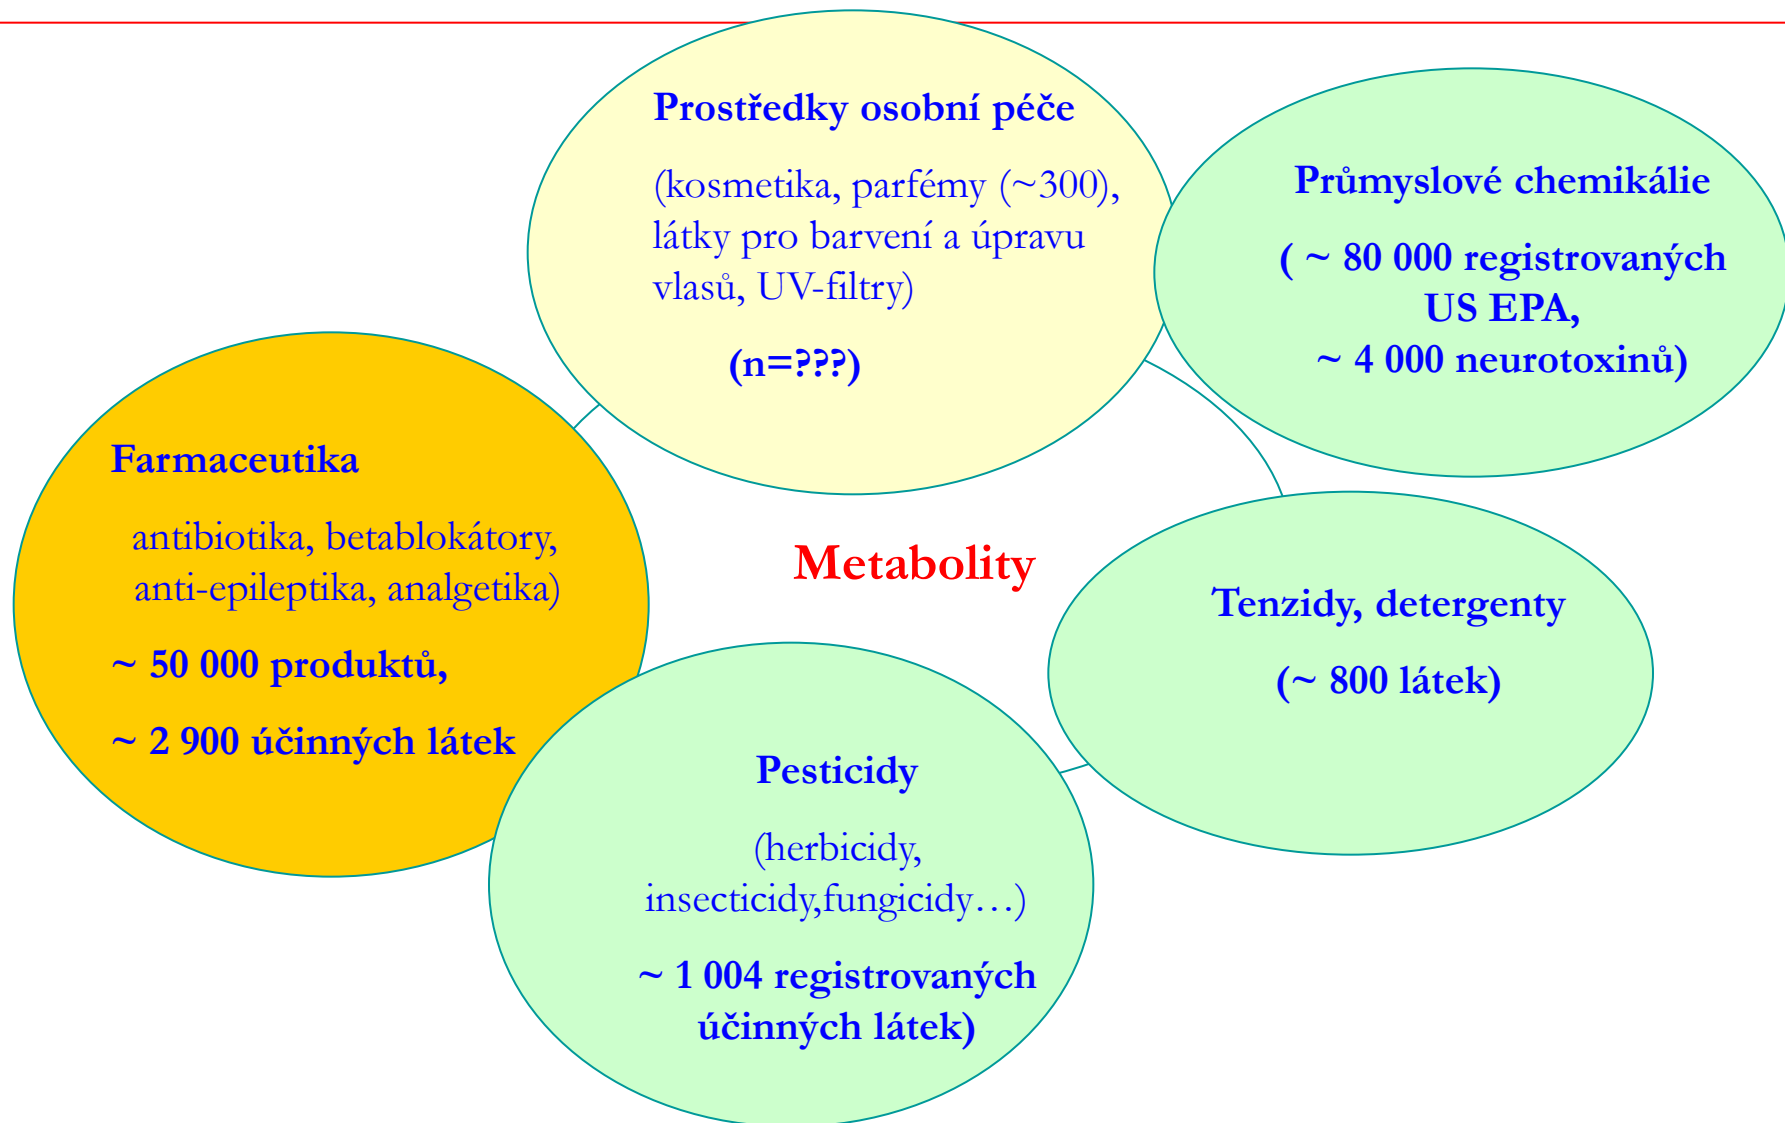 Prostředky osobní péče
(kosmetika, parfémy (~300),
látky pro barvení a úpravu
vlasů, UV-filtry)
(n=???)
Průmyslové chemikálie
( ~ 80 000 registrovaných
US EPA,
~ 4 000 neurotoxinů)
Farmaceutika
antibiotika, betablokátory,
anti-epileptika, analgetika)
~ 50 000 produktů,
~ 2 900 účinných látek
Metabolity
Tenzidy, detergenty
(~ 800 látek)
Pesticidy
(herbicidy,
insecticidy,fungicidy…)
~ 1 004 registrovaných
účinných látek)